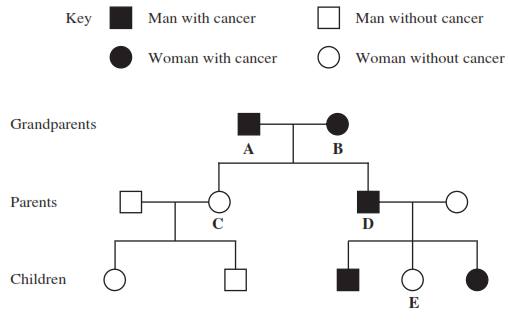 Key Man with cancer Man without cancer
Woman with cancer Woman without cancer
Grandparents
A B
Parents
C D
Children
E